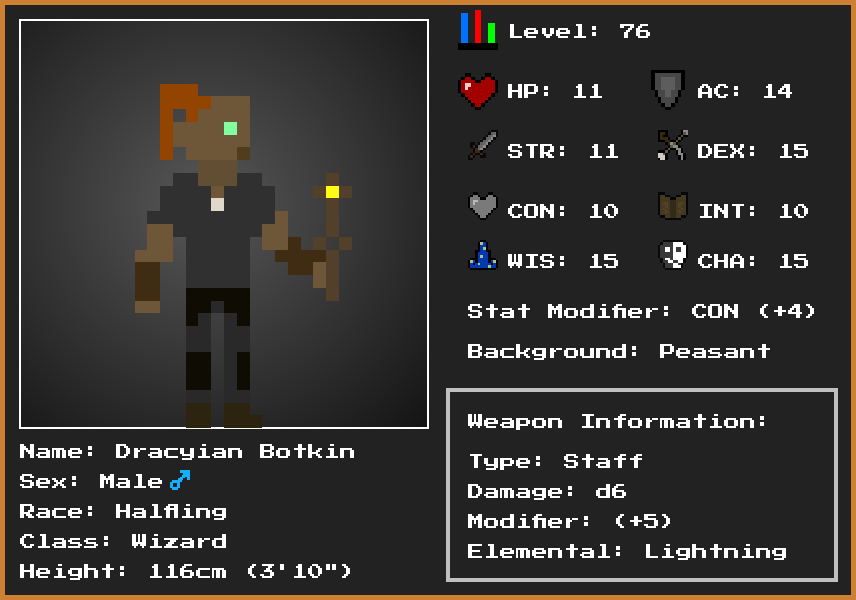 Level: 76
HP: 11
AC: 14
STR: 11
DEX: 15
CON: 10
INT: 10
WIS: 15
CHA: 15
Stat Modifier: CON (+4)
Background: Peasant
Weapon Information:
Type: Staff
Damage: d6
Modifier: (+5)
Elemental: Lightning
Name: Dracyian Botkin
Sex: Male ♂
Race: Halfling
Class: Wizard
Height: 116cm (3'10")